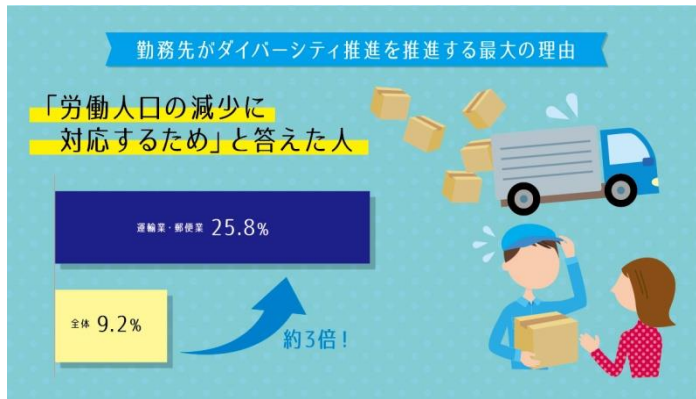 勤務先がダイバーシティ推進を推進する最大の理由
「労働人口の減少に
対応するため」と答えた人
運輸業・郵便業 25.8%
全体 9.2%
約3倍!